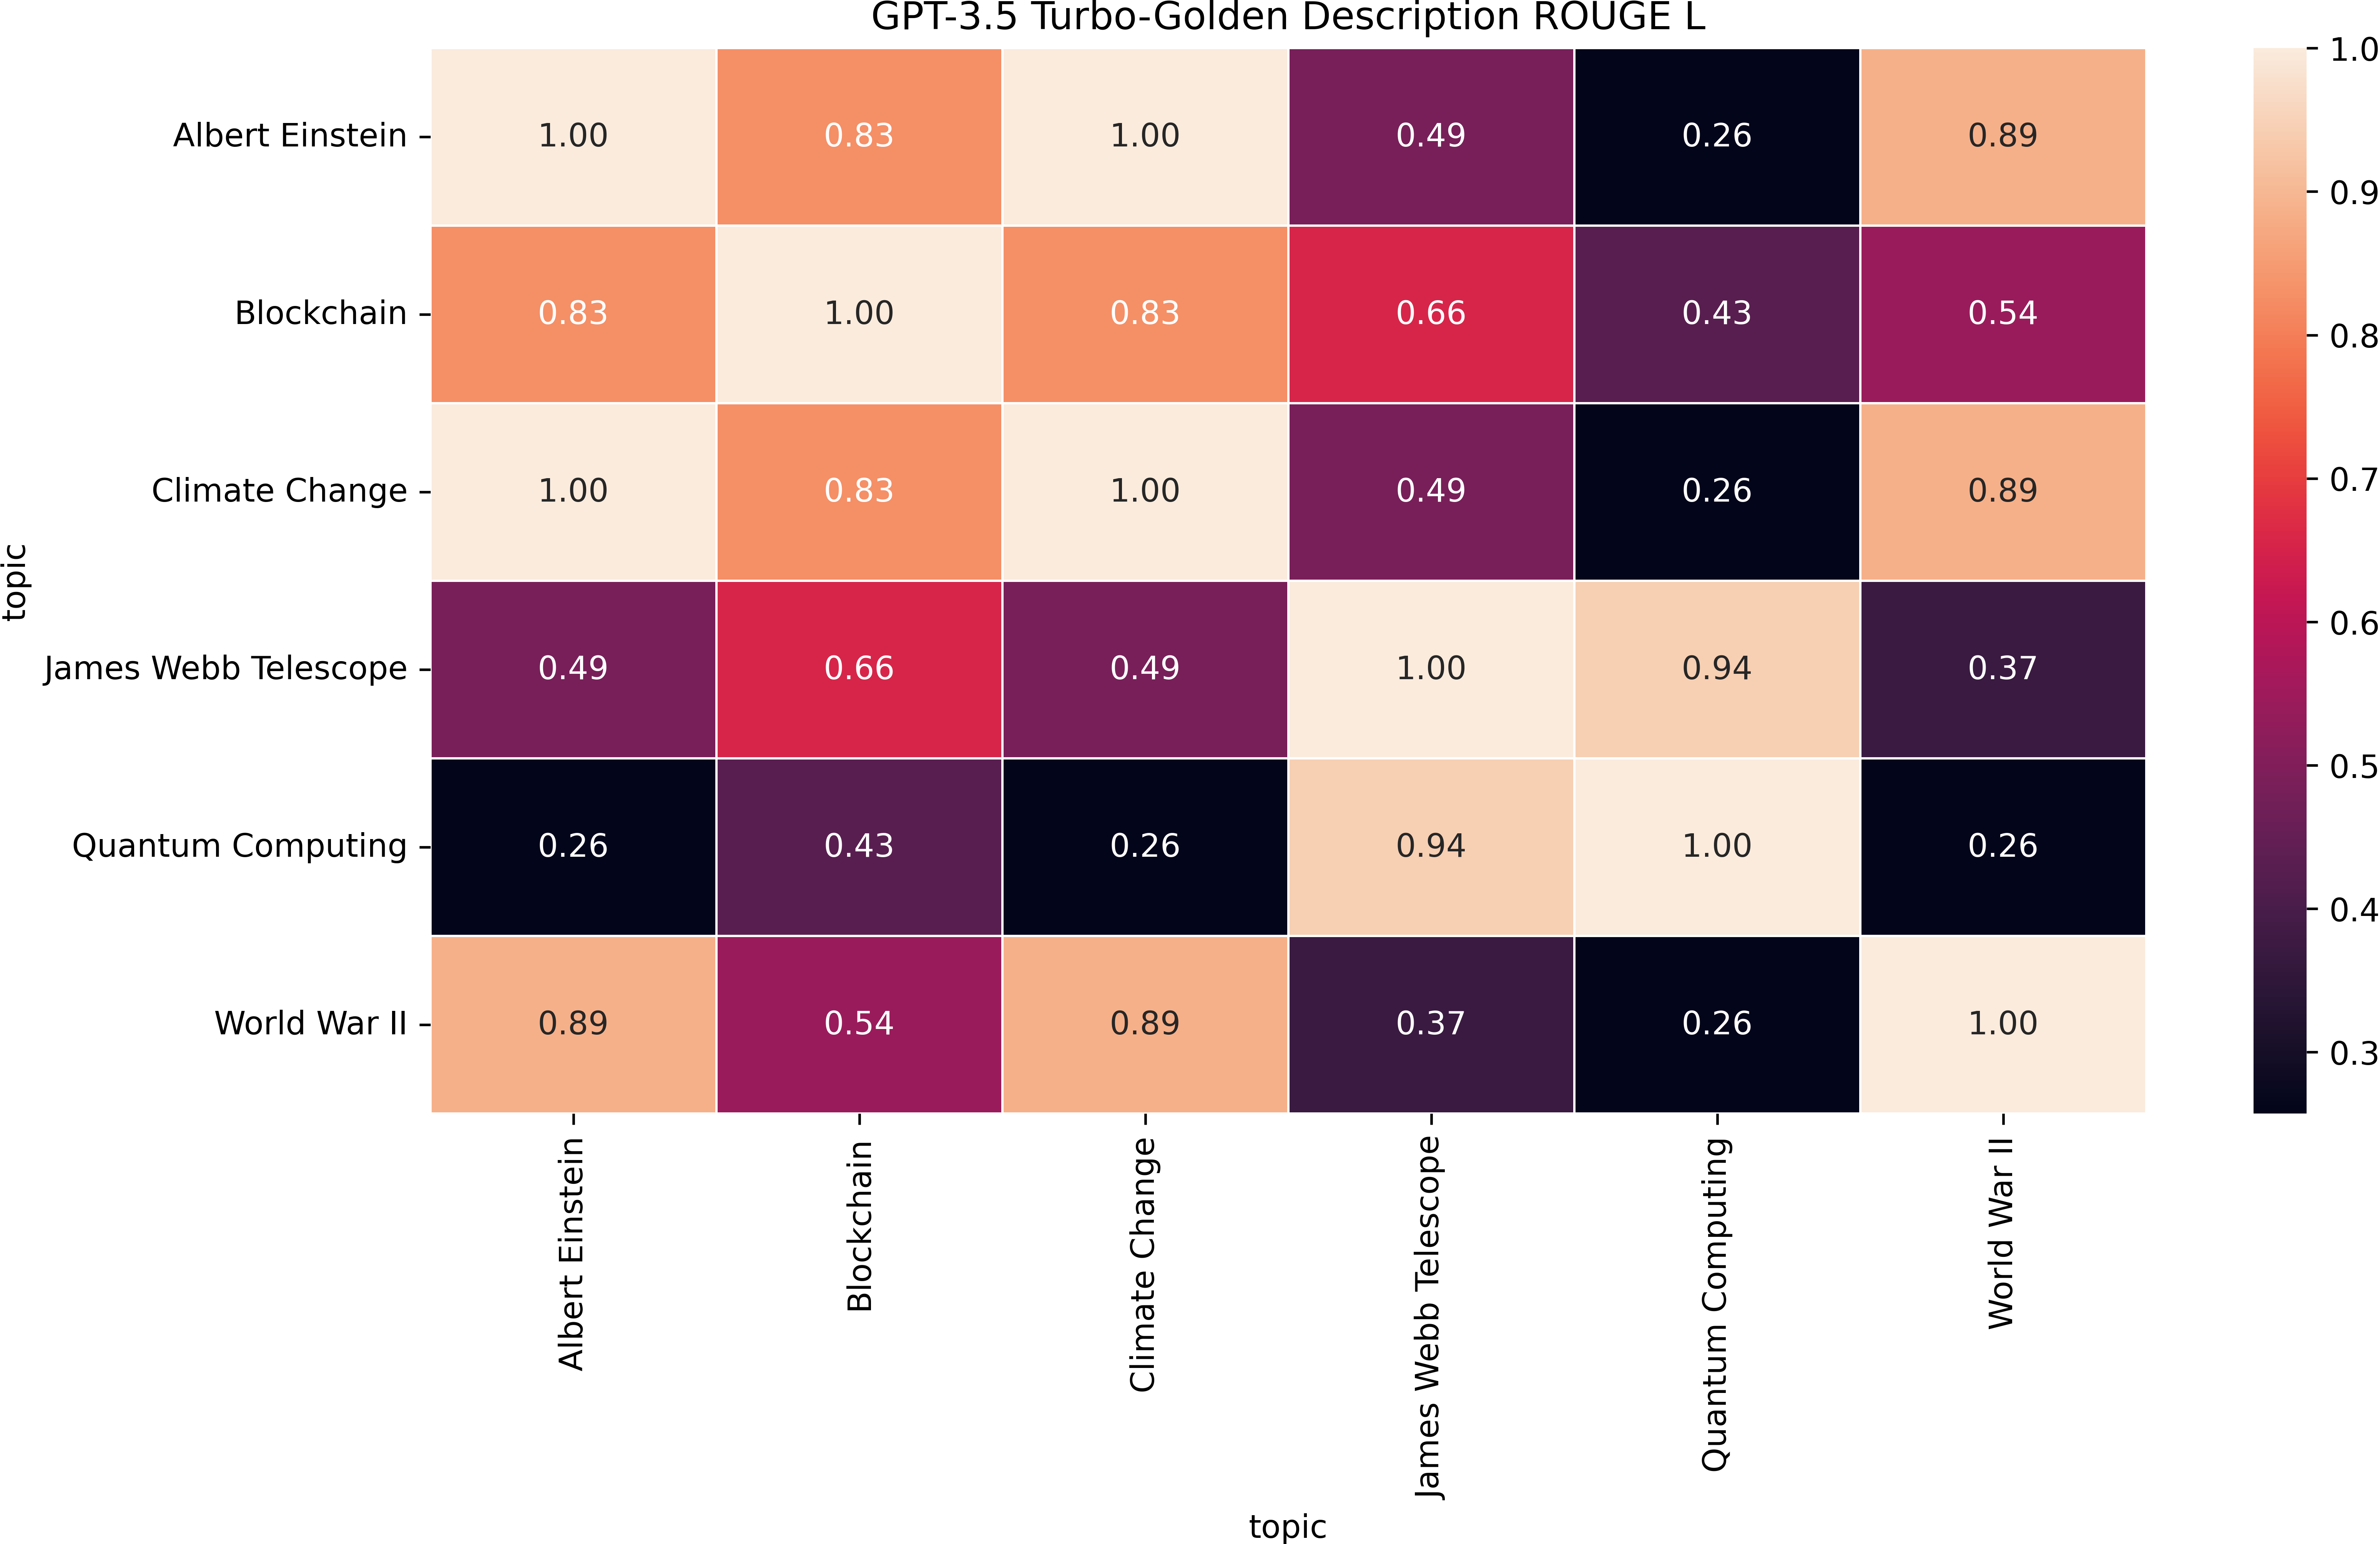 GPT-3.5 Turbo-Golden Description ROUGE L
Albert Einstein 1.00 0.83 1.00 0.49 0.26 0.89
Blockchain 0.83 1.00 0.83 0.66 0.43 0.54
Climate Change 1.00 0.83 1.00 0.49 0.26 0.89
James Webb Telescope 0.49 0.66 0.49 1.00 0.94 0.37
Quantum Computing 0.26 0.43 0.26 0.94 1.00 0.26
World War II 0.89 0.54 0.89 0.37 0.26 1.00
topic
Albert Einstein
Blockchain
Climate Change
James Webb Telescope
Quantum Computing
World War II
topic
1.0
0.9
0.8
0.7
0.6
0.5
0.4
0.3